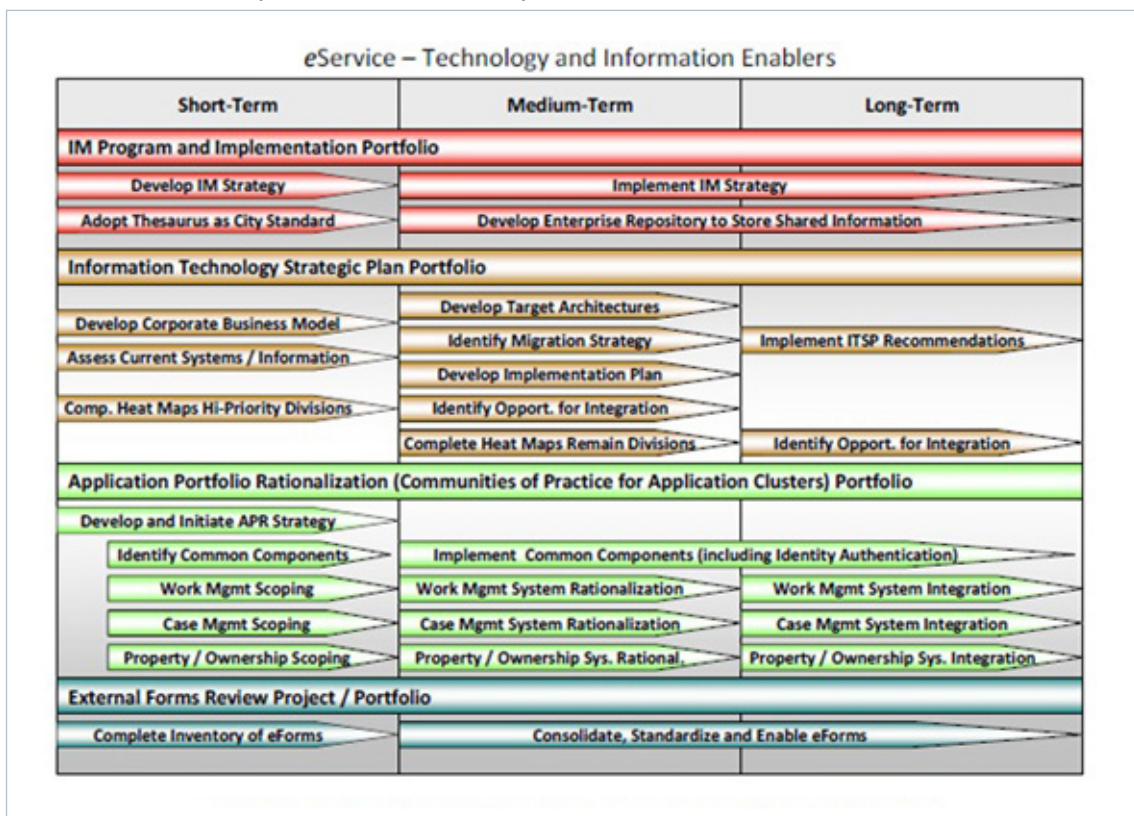 eService – Technology and Information Enablers
Short-Term Medium-Term Long-Term
IM Program and Implementation Portfolio
Develop IM Strategy Implement IM Strategy
Adopt Thesaurus as City Standard Develop Enterprise Repository to Store Shared Information
Information Technology Strategic Plan Portfolio
Develop Target Architectures
Develop Corporate Business Model
Identify Migration Strategy Implement ITSP Recommendations
Assess Current Systems / Information
Develop Implementation Plan
Comp. Heat Maps Hi-Priority Divisions Identify Opport. for Integration
Complete Heat Maps Remain Divisions Identify Opport. for Integration
Application Portfolio Rationalization (Communities of Practice for Application Clusters) Portfolio
Develop and Initiate APR Strategy
Identify Common Components Implement Common Components (including Identity Authentication)
Work Mgmt Scoping Work Mgmt System Rationalization Work Mgmt System Integration
Case Mgmt Scoping Case Mgmt System Rationalization Case Mgmt System Integration
Property / Ownership Scoping Property / Ownership Sys. Rational. Property / Ownership Sys. Integration
External Forms Review Project / Portfolio
Complete Inventory of eForms Consolidate, Standardize and Enable eForms